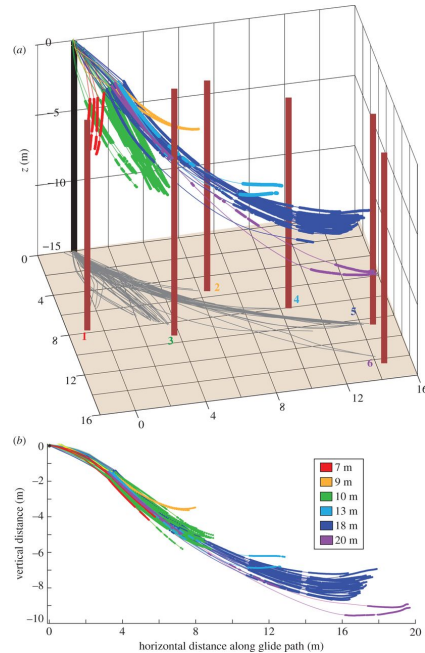 (a)
0
−5
z (m)
−10
−15
0
4
8
12
16
0
4
8
12
16
1
2
3
4
5
6
(b)
0
−2
−4
−6
−8
−10
vertical distance (m)
0 4 8 12 16 20
horizontal distance along glide path (m)
7 m
9 m
10 m
13 m
18 m
20 m